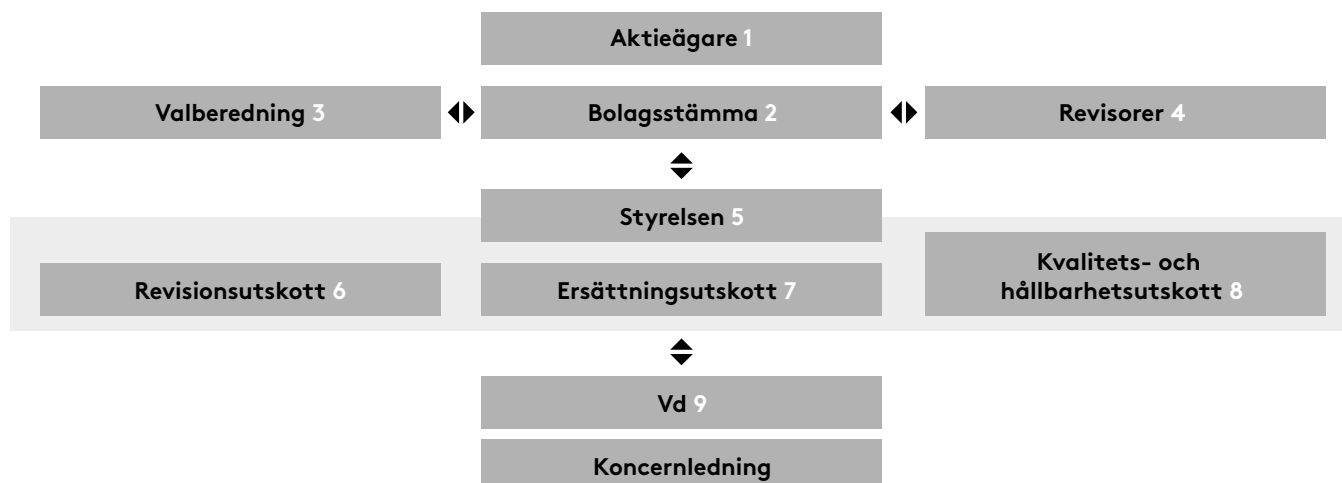 Aktieägare 1
Valberedning 3
Bolagsstämma 2
Revisorer 4
Styrelsen 5
Revisionsutskott 6
Ersättningsutskott 7
Kvalitets- och
hållbarhetsutskott 8
Vd 9
Koncernledning